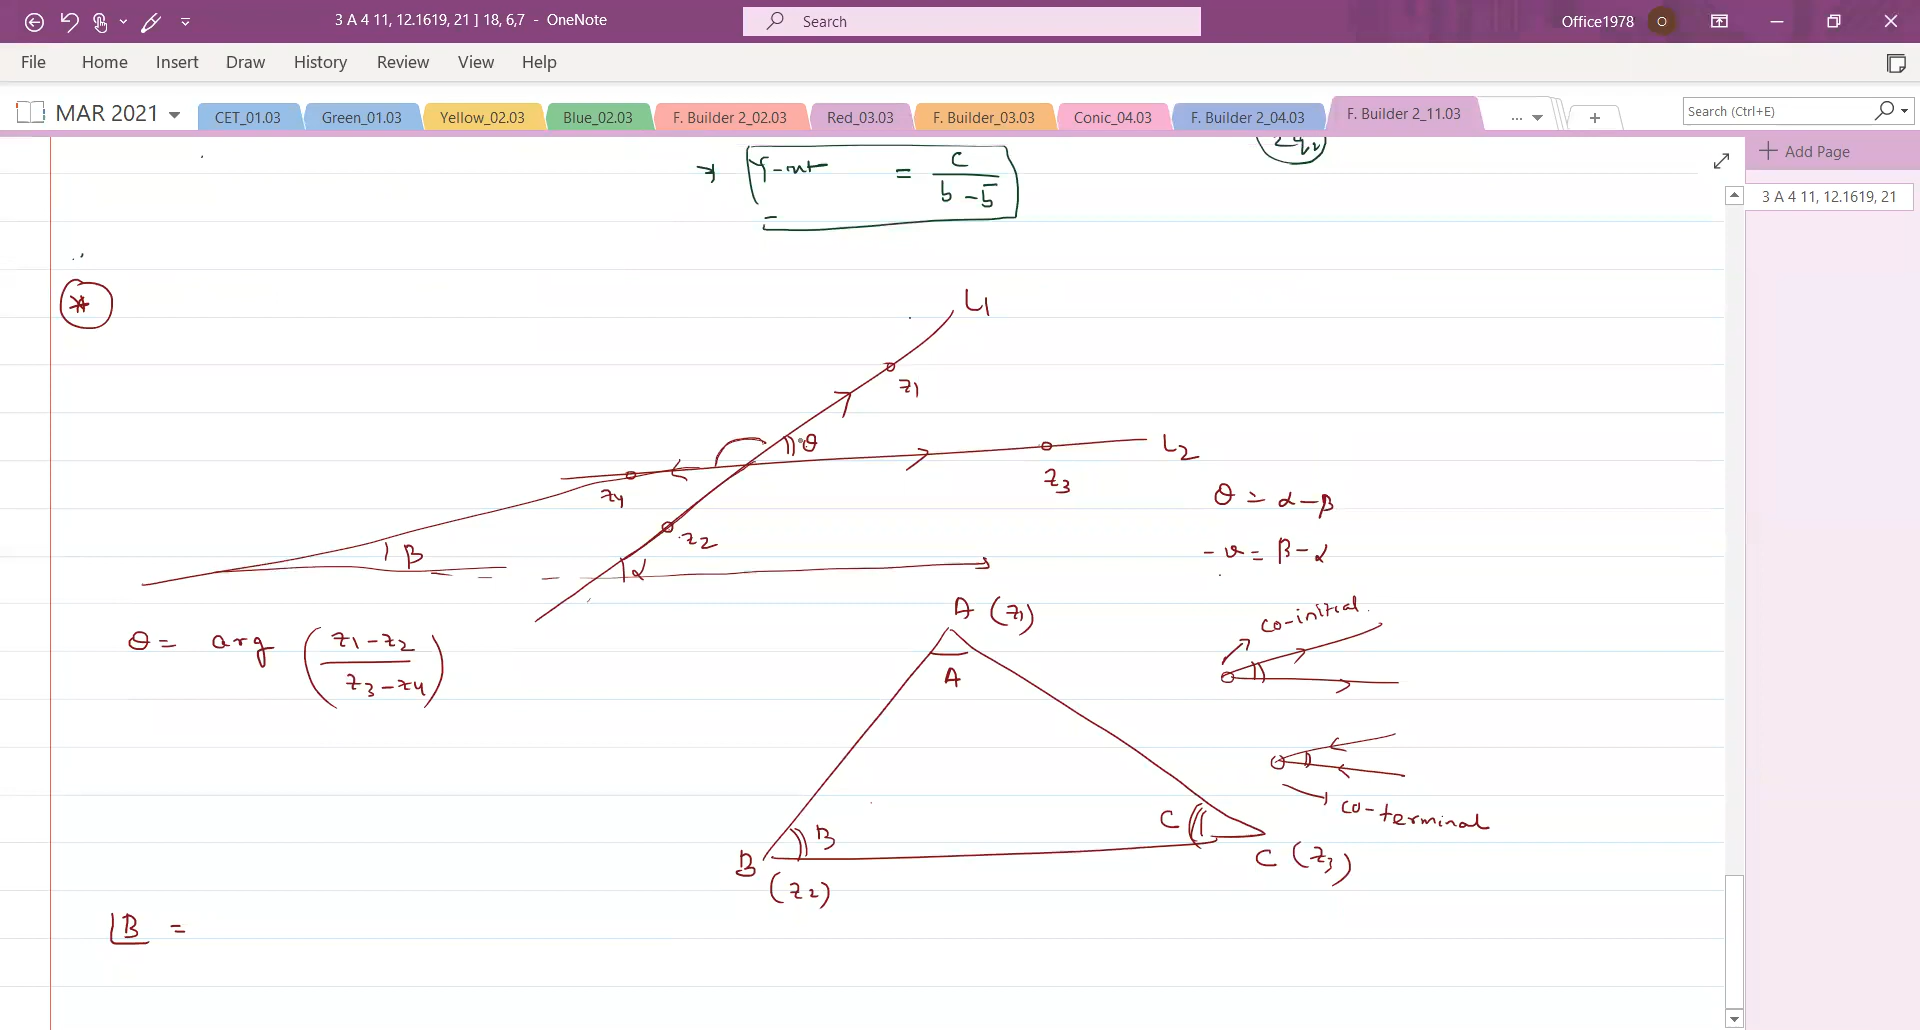 3 A 4 11, 12.1619, 21 ] 18, 6,7 - OneNote
Search
Office1978
File Home Insert Draw History Review View Help
MAR 2021
CET_01.03 Green_01.03 Yellow_02.03 Blue_02.03 F. Builder 2_02.03 Red_03.03 F. Builder_03.03 Conic_04.03 F. Builder 2_04.03 F. Builder 2_11.03 ... +
Search (Ctrl+E)
+ Add Page
3 A 4 11, 12.1619, 21
→ Y-int = c / (b - 5)
*
L1
z1
θ
L2
z3
z4
z2
β
α
θ = α - β
- θ = β - α
A (z1)
co-initial
θ = arg ( (z1 - z2) / (z3 - z4) )
A
co-terminal
B
C
B (z2)
C (z3)
∠B =